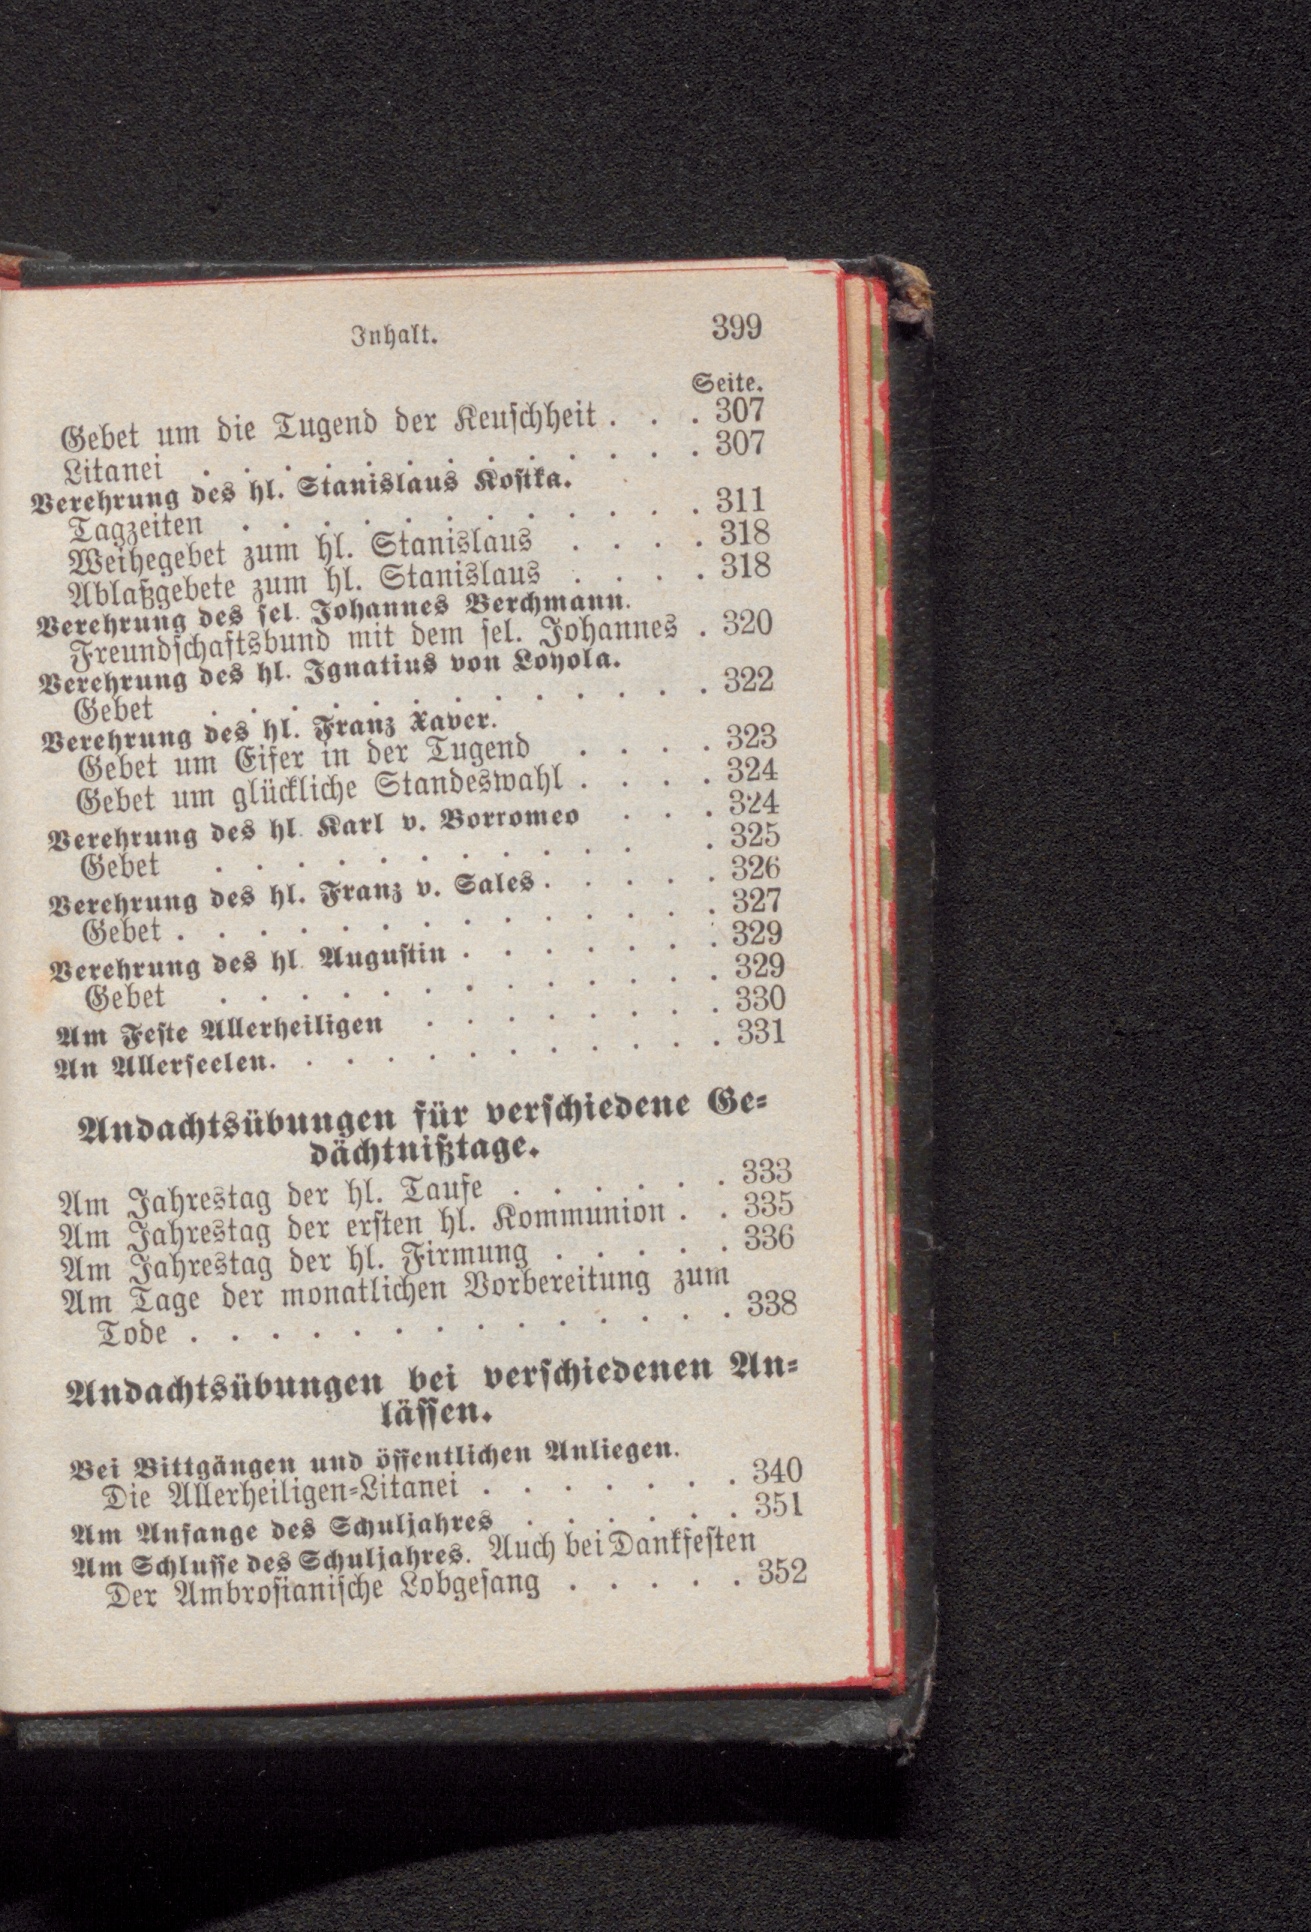 Inhalt. 399
Seite.
Gebet um die Tugend der Keuschheit . . . 307
Litanei . . . . . . . . . . . . . 307
Verehrung des hl. Stanislaus Kostka.
Tagzeiten . . . . . . . . . . . . 311
Weihegebet zum hl. Stanislaus . . . . 318
Ablaßgebete zum hl. Stanislaus . . . . 318
Verehrung des sel. Johannes Berchmann.
Freundschaftsbund mit dem sel. Johannes . 320
Verehrung des hl. Ignatius von Loyola.
Gebet . . . . . . . . . . . . . 322
Verehrung des hl. Franz Xaver.
Gebet um Eifer in der Tugend . . . . 323
Gebet um glückliche Standeswahl . . . . 324
Verehrung des hl. Karl v. Borromeo . . . 324
Gebet . . . . . . . . . . . . . 325
Verehrung des hl. Franz v. Sales . . . . . 326
Gebet . . . . . . . . . . . . . . 327
Verehrung des hl. Augustin . . . . . . . 329
Gebet . . . . . . . . . . . . . 329
Am Feste Allerheiligen . . . . . . . . 330
An Allerseelen. . . . . . . . . . . . 331
Andachtsübungen für verschiedene Ge-
dächtnißtage.
Am Jahrestag der hl. Taufe . . . . . . 333
Am Jahrestag der ersten hl. Kommunion . . 335
Am Jahrestag der hl. Firmung . . . . . 336
Am Tage der monatlichen Vorbereitung zum
Tode . . . . . . . . . . . . . . 338
Andachtsübungen bei verschiedenen An-
lässen.
Bei Bittgängen und öffentlichen Anliegen.
Die Allerheiligen-Litanei . . . . . . . 340
Am Anfange des Schuljahres . . . . . . 351
Am Schlusse des Schuljahres. Auch bei Dankfesten
Der Ambrosianische Lobgesang . . . . . 352